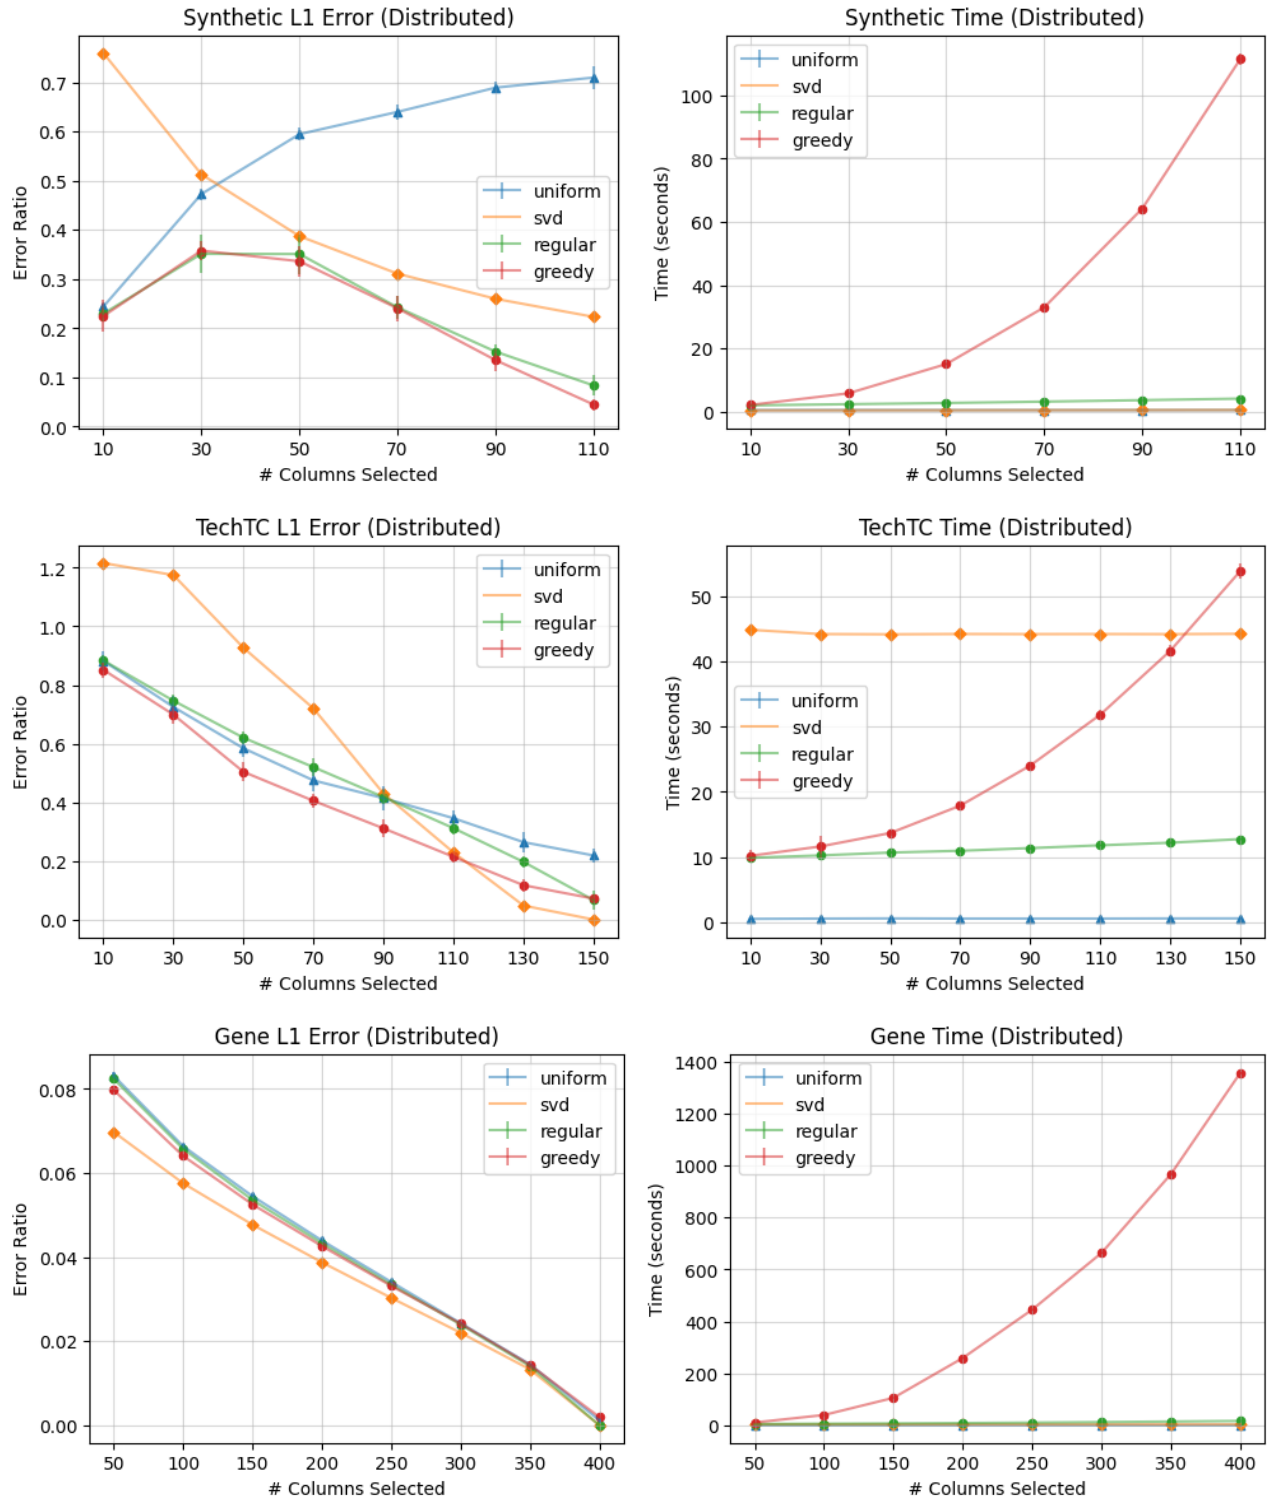 Synthetic L1 Error (Distributed)
Error Ratio
0.7
0.6
0.5
0.4
0.3
0.2
0.1
0.0
uniform
svd
regular
greedy
10 30 50 70 90 110
# Columns Selected
Synthetic Time (Distributed)
Time (seconds)
100
80
60
40
20
0
uniform
svd
regular
greedy
10 30 50 70 90 110
# Columns Selected
TechTC L1 Error (Distributed)
Error Ratio
1.2
1.0
0.8
0.6
0.4
0.2
0.0
uniform
svd
regular
greedy
10 30 50 70 90 110 130 150
# Columns Selected
TechTC Time (Distributed)
Time (seconds)
50
40
30
20
10
0
uniform
svd
regular
greedy
10 30 50 70 90 110 130 150
# Columns Selected
Gene L1 Error (Distributed)
Error Ratio
0.08
0.06
0.04
0.02
0.00
uniform
svd
regular
greedy
50 100 150 200 250 300 350 400
# Columns Selected
Gene Time (Distributed)
Time (seconds)
1400
1200
1000
800
600
400
200
0
uniform
svd
regular
greedy
50 100 150 200 250 300 350 400
# Columns Selected